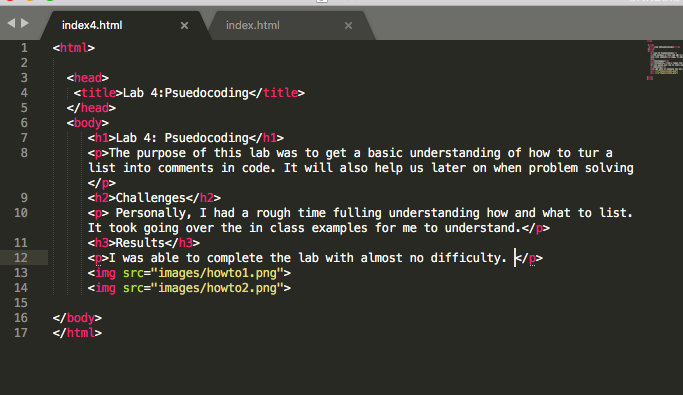 index4.html × index.html ×
1 <html>
2
3 <head>
4 <title>Lab 4:Psuedocoding</title>
5 </head>
6 <body>
7 <h1>Lab 4: Psuedocoding</h1>
8 <p>The purpose of this lab was to get a basic understanding of how to tur a
list into comments in code. It will also help us later on when problem solving
</p>
9 <h2>Challenges</h2>
10 <p> Personally, I had a rough time fulling understanding how and what to list.
It took going over the in class examples for me to understand.</p>
11 <h3>Results</h3>
12 <p>I was able to complete the lab with almost no difficulty. </p>
13 <img src="images/howto1.png">
14 <img src="images/howto2.png">
15
16 </body>
17 </html>